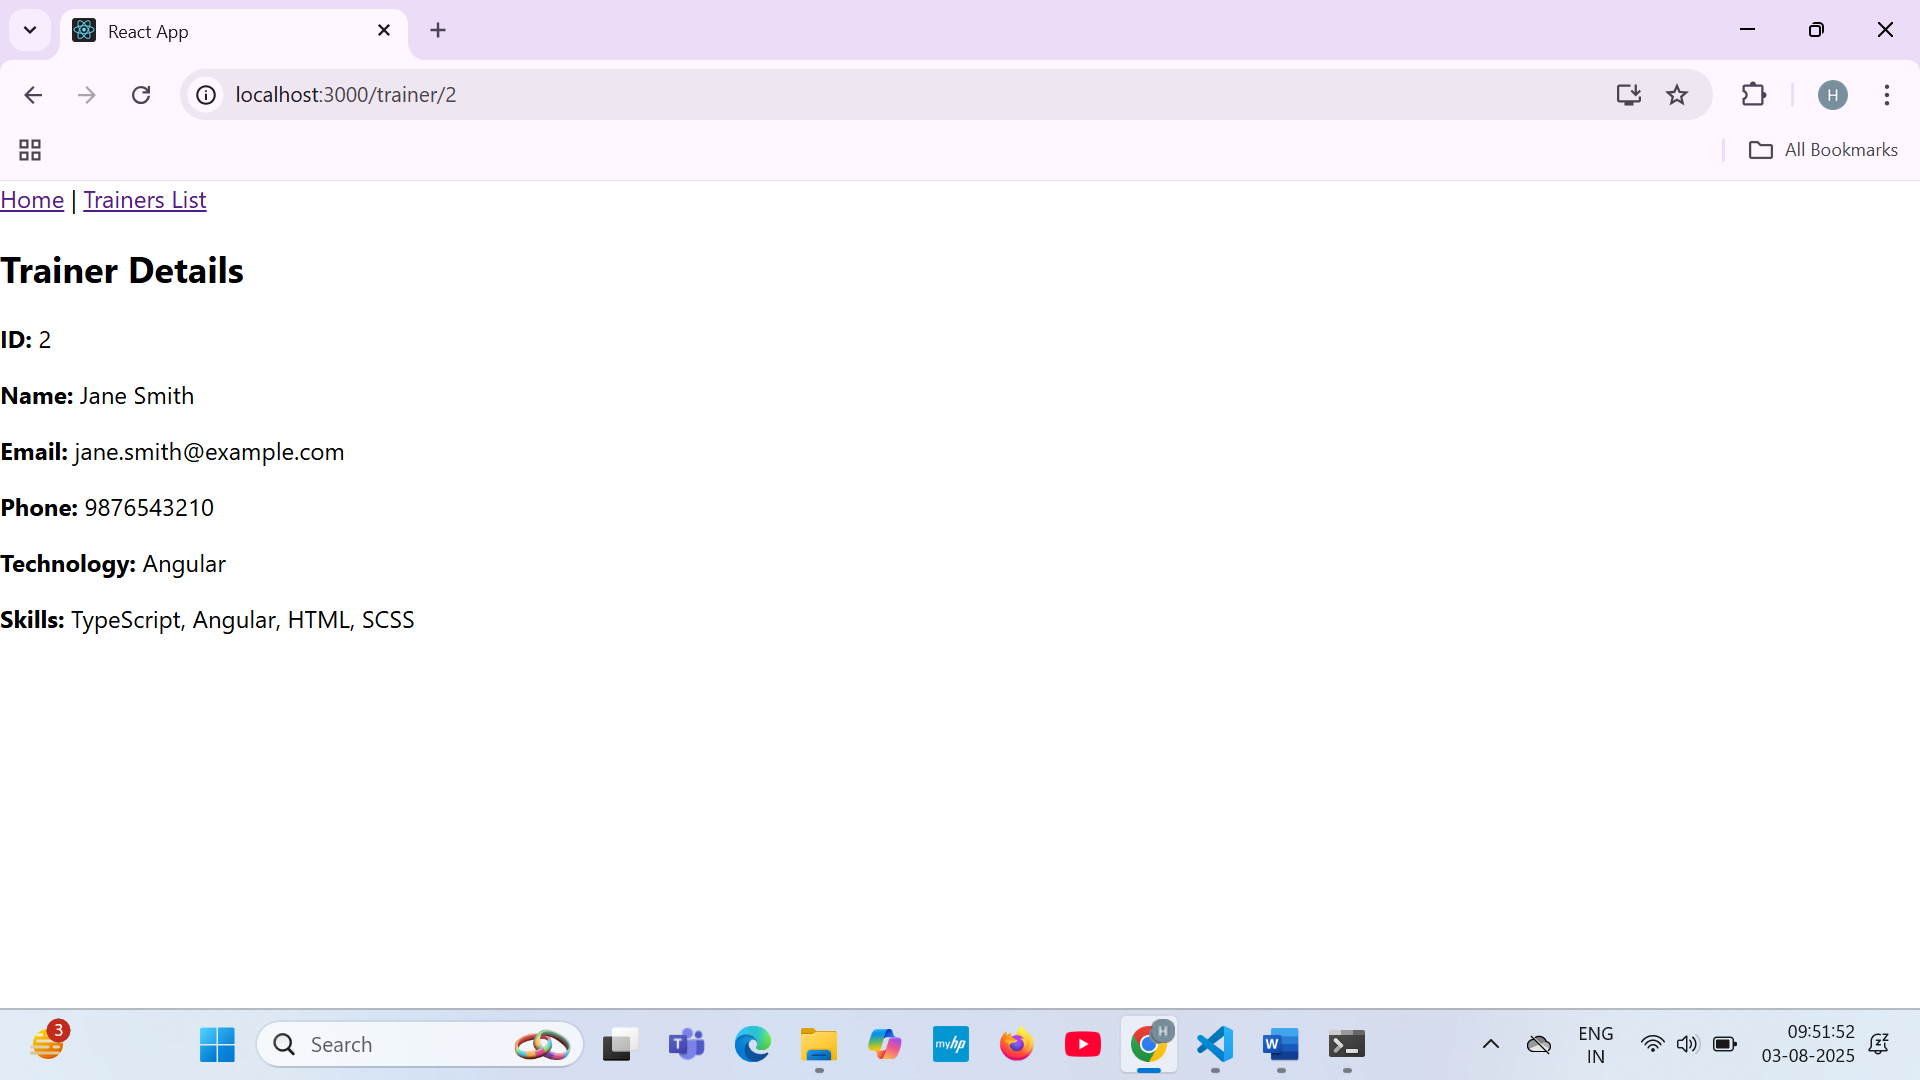 React App
localhost:3000/trainer/2
H
All Bookmarks
Home | Trainers List
Trainer Details
ID: 2
Name: Jane Smith
Email: jane.smith@example.com
Phone: 9876543210
Technology: Angular
Skills: TypeScript, Angular, HTML, SCSS
3
Search
T
myhp
H
W
ENG
IN
09:51:52
03-08-2025